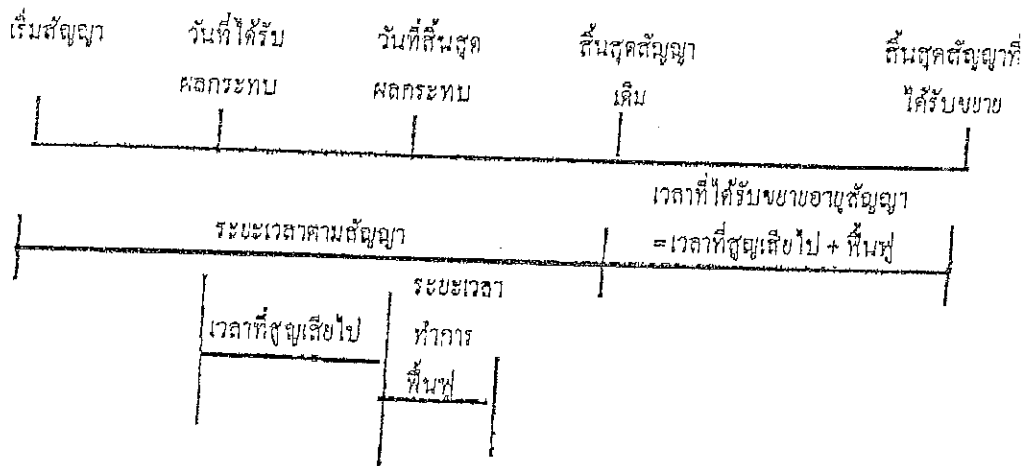 เริ่มสัญญา
วันที่ได้รับ
ผลกระทบ
วันที่สิ้นสุด
ผลกระทบ
สิ้นสุดสัญญา
เดิม
สิ้นสุดสัญญาที่
ได้รับขยาย
เวลาที่ได้รับขยายอายุสัญญา
=เวลาที่สูญเสียไป + ฟื้นฟู
ระยะเวลาตามสัญญา
เวลาที่สูญเสียไป
ระยะเวลา
ทำการ
ฟื้นฟู